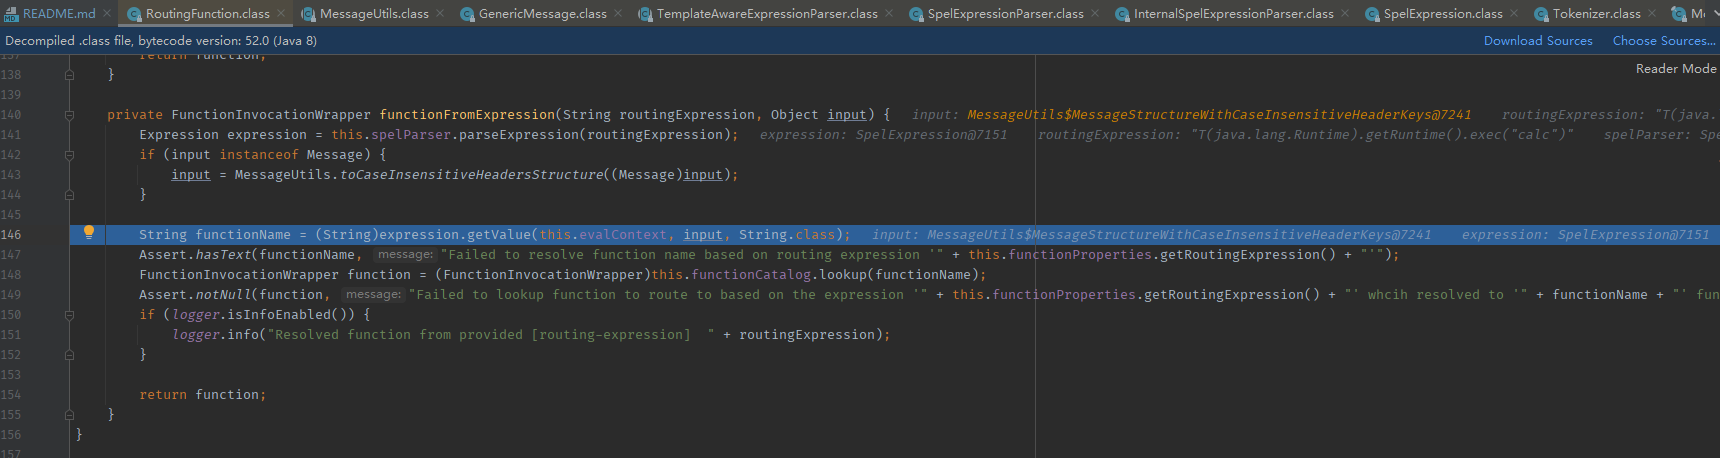 README.md RoutingFunction.class MessageUtils.class GenericMessage.class TemplateAwareExpressionParser.class SpelExpressionParser.class InternalSpelExpressionParser.class SpelExpression.class Tokenizer.class
Decompiled .class file, bytecode version: 52.0 (Java 8) Download Sources Choose Sources...
137 return function;
Reader Mode
138 }
139
140 private FunctionInvocationWrapper functionFromExpression(String routingExpression, Object input) { input: MessageUtils$MessageStructureWithCaseInsensitiveHeaderKeys@7241 routingExpression: "T(java.
141 Expression expression = this.spelParser.parseExpression(routingExpression); expression: SpelExpression@7151 routingExpression: "T(java.lang.Runtime).getRuntime().exec("calc")" spelParser: Spe
142 if (input instanceof Message) {
143 input = MessageUtils.toCaseInsensitiveHeadersStructure((Message)input);
144 }
145
146 String functionName = (String)expression.getValue(this.evalContext, input, String.class); input: MessageUtils$MessageStructureWithCaseInsensitiveHeaderKeys@7241 expression: SpelExpression@7151
147 Assert.hasText(functionName, message: "Failed to resolve function name based on routing expression '" + this.functionProperties.getRoutingExpression() + "'");
148 FunctionInvocationWrapper function = (FunctionInvocationWrapper)this.functionCatalog.lookup(functionName);
149 Assert.notNull(function, message: "Failed to lookup function to route to based on the expression '" + this.functionProperties.getRoutingExpression() + "' whcih resolved to '" + functionName + "' fun
150 if (logger.isInfoEnabled()) {
151 logger.info("Resolved function from provided [routing-expression]  " + routingExpression);
152 }
153
154 return function;
155 }
156 }
157